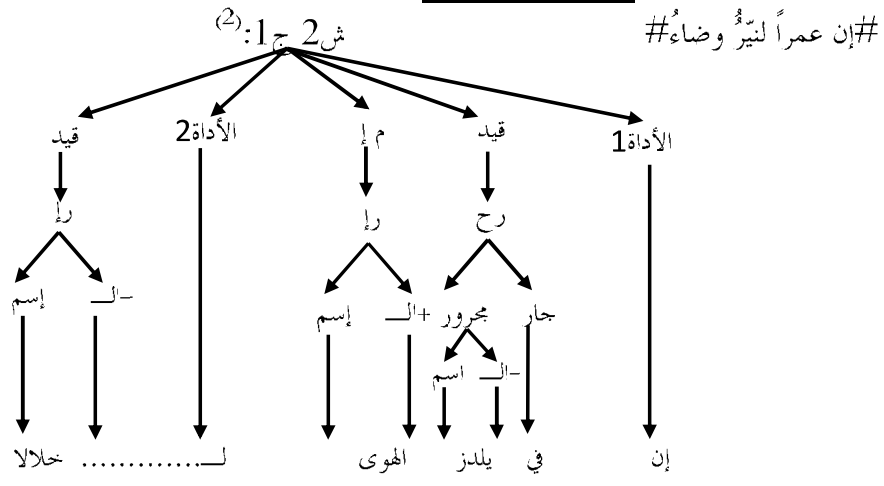 #إن عمراً لنيّرُ وضاءُ# ش2 ج1: (2)
الأداة1 قيد م إ الأداة2 قيد
رح رإ رإ
جار مجرور +الـ إسم -الـ إسم
-الـ اسم
إن في يلدز الهوى لـ............. خلالا